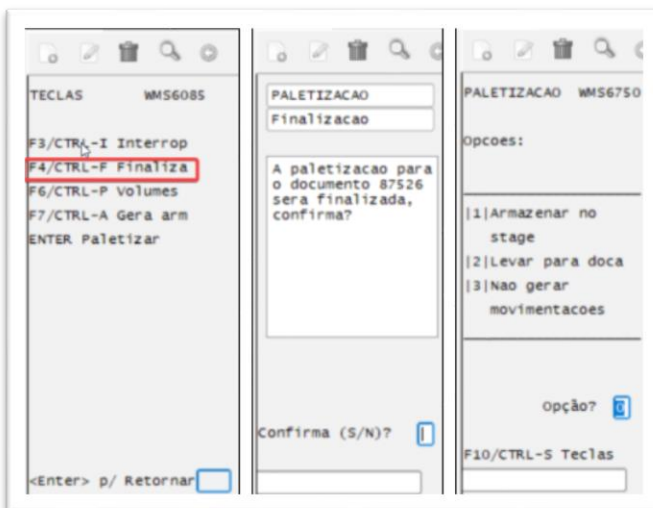 TECLAS WMS6085
F3/CTRL-I Interrop
F4/CTRL-F Finaliza
F6/CTRL-P Volumes
F7/CTRL-A Gera arm
ENTER Paletizar
<Enter> p/ Retornar
PALETIZACAO
Finalizacao
A paletizacao para
o documento 87526
sera finalizada,
confirma?
Confirma (S/N)?
PALETIZACAO WMS6750
Opcoes:
|1|Armazenar no
stage
|2|Levar para doca
|3|Nao gerar
movimentacoes
Opção? 0
F10/CTRL-S Teclas